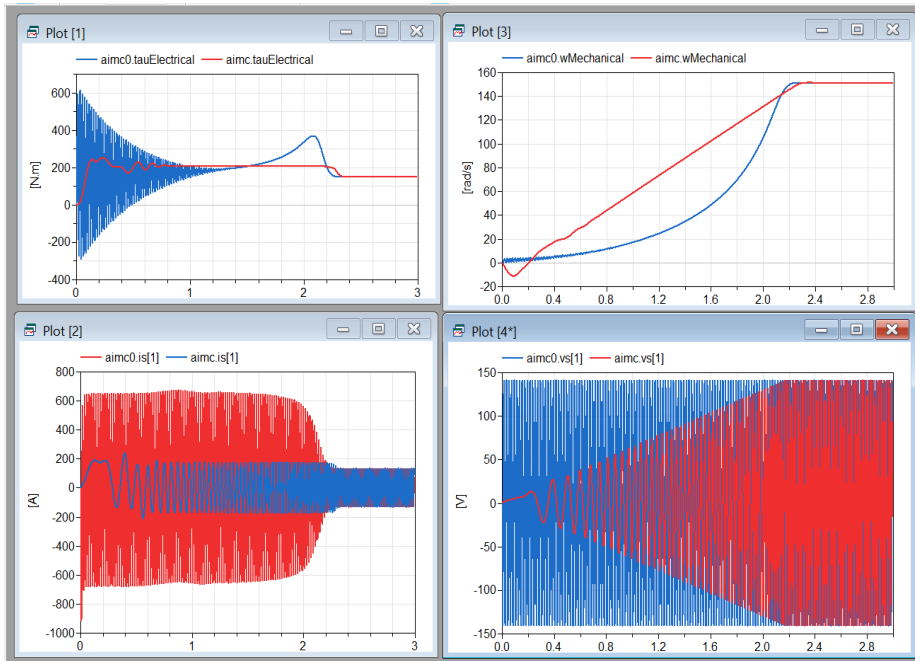 Plot [1]
aimc0.tauElectrical aimc.tauElectrical
600
400
200
0
-200
-400
[N.m]
0 1 2 3
Plot [3]
aimc0.wMechanical aimc.wMechanical
160
140
120
100
80
60
40
20
0
-20
[rad/s]
0.0 0.4 0.8 1.2 1.6 2.0 2.4 2.8
Plot [2]
aimc0.is[1] aimc.is[1]
800
600
400
200
0
-200
-400
-600
-800
-1000
[A]
0 1 2 3
Plot [4*]
aimc0.vs[1] aimc.vs[1]
150
100
50
0
-50
-100
-150
[V]
0.0 0.4 0.8 1.2 1.6 2.0 2.4 2.8